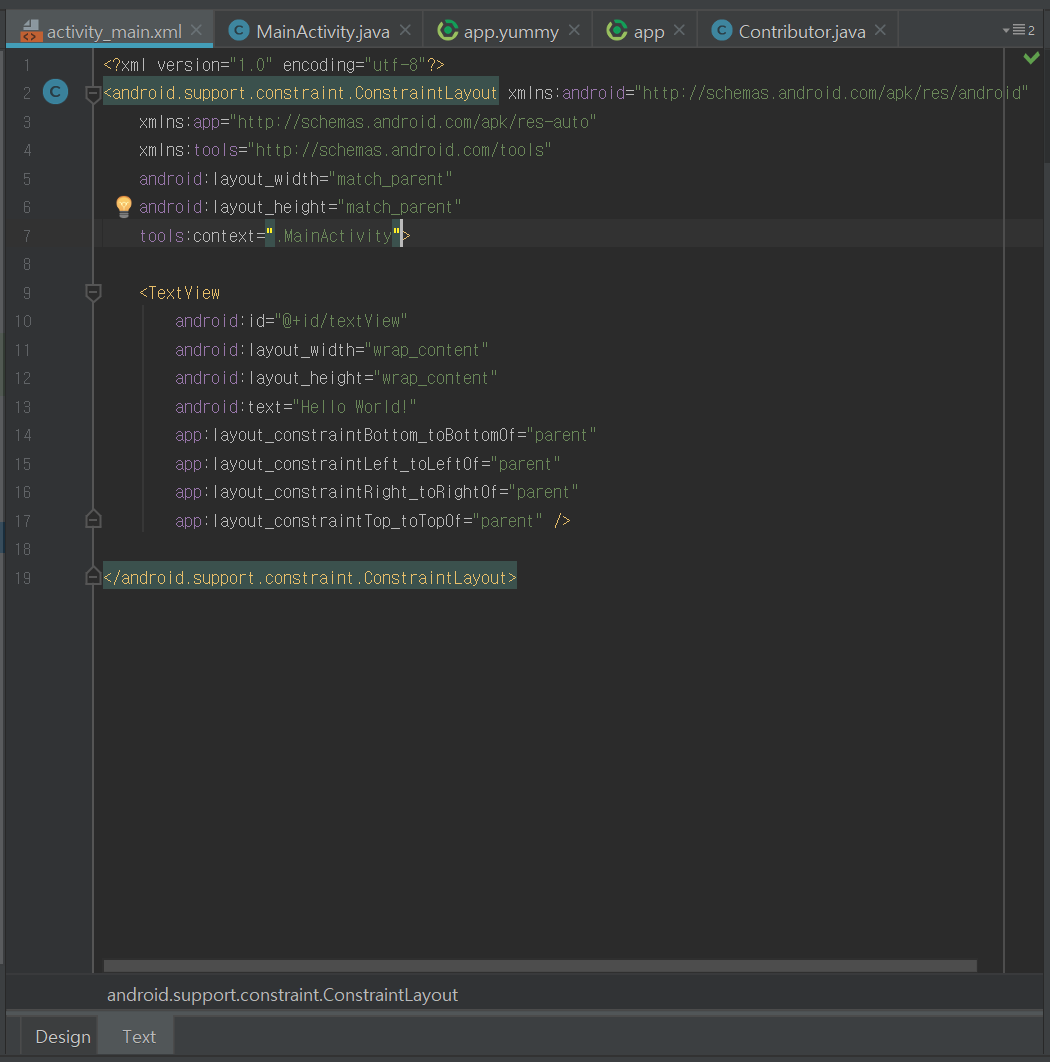 activity_main.xml MainActivity.java app.yummy app Contributor.java 2
1 <?xml version="1.0" encoding="utf-8"?>
2 C <android.support.constraint.ConstraintLayout xmlns:android="http://schemas.android.com/apk/res/android"
3 xmlns:app="http://schemas.android.com/apk/res-auto"
4 xmlns:tools="http://schemas.android.com/tools"
5 android:layout_width="match_parent"
6 android:layout_height="match_parent"
7 tools:context=".MainActivity">
8
9 <TextView
10 android:id="@+id/textView"
11 android:layout_width="wrap_content"
12 android:layout_height="wrap_content"
13 android:text="Hello World!"
14 app:layout_constraintBottom_toBottomOf="parent"
15 app:layout_constraintLeft_toLeftOf="parent"
16 app:layout_constraintRight_toRightOf="parent"
17 app:layout_constraintTop_toTopOf="parent" />
18
19 </android.support.constraint.ConstraintLayout>
android.support.constraint.ConstraintLayout
Design Text